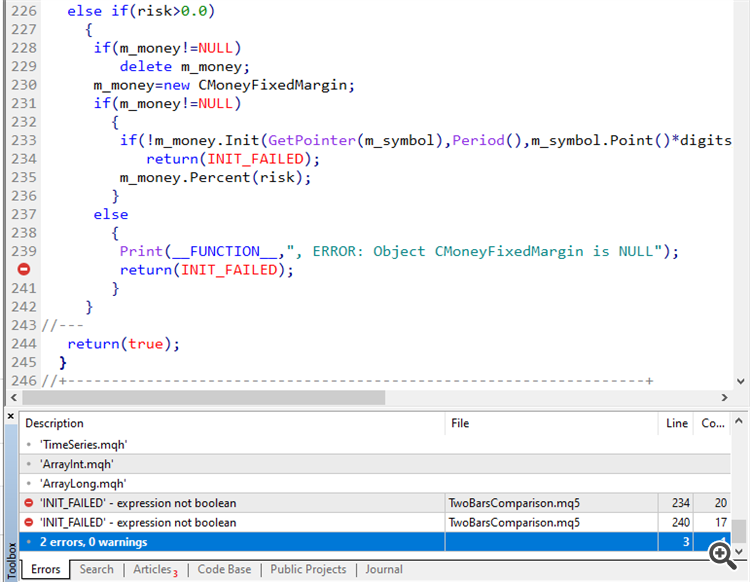 226 else if(risk>0.0)
227 {
228 if(m_money!=NULL)
229 delete m_money;
230 m_money=new CMoneyFixedMargin;
231 if(m_money!=NULL)
232 {
233 if(!m_money.Init(GetPointer(m_symbol),Period(),m_symbol.Point()*digits
234 return(INIT_FAILED);
235 m_money.Percent(risk);
236 }
237 else
238 {
239 Print(__FUNCTION__,", ERROR: Object CMoneyFixedMargin is NULL");
return(INIT_FAILED);
241 }
242 }
243 //---
244 return(true);
245 }
246 //+------------------------------------------------------------------+
Description File Line Co...
'TimeSeries.mqh'
'ArrayInt.mqh'
'ArrayLong.mqh'
'INIT_FAILED' - expression not boolean TwoBarsComparison.mq5 234 20
'INIT_FAILED' - expression not boolean TwoBarsComparison.mq5 240 17
2 errors, 0 warnings 3
Toolbox
Errors | Search | Articles 3 | Code Base | Public Projects | Journal